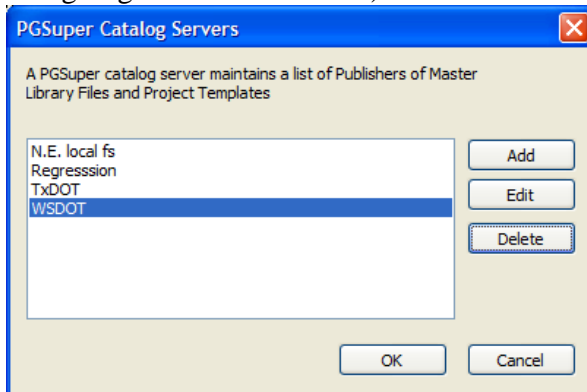 PGSuper Catalog Servers
A PGSuper catalog server maintains a list of Publishers of Master
Library Files and Project Templates
N.E. local fs
Regresssion
TxDOT
WSDOT
Add
Edit
Delete
OK
Cancel